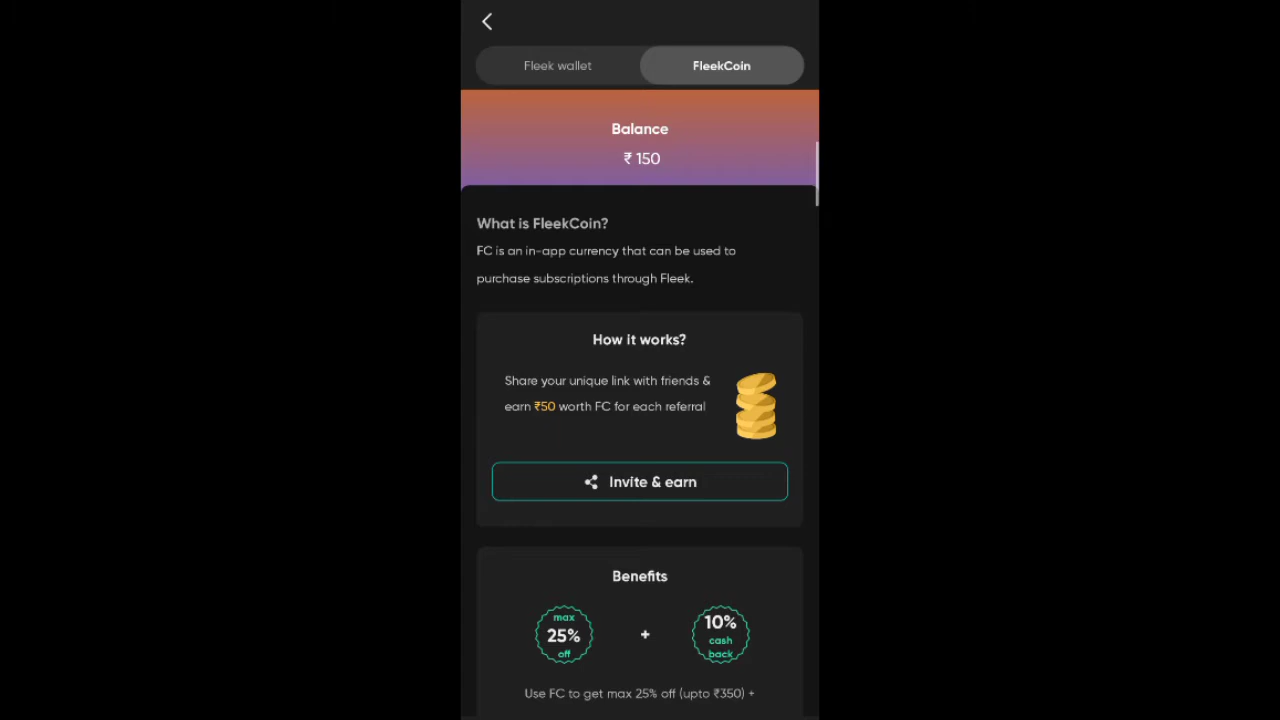 Fleek wallet
FleekCoin
Balance
₹ 150
What is FleekCoin?
FC is an in-app currency that can be used to
purchase subscriptions through Fleek.
How it works?
Share your unique link with friends &
earn ₹50 worth FC for each referral
Invite & earn
Benefits
max
25%
off
+
10%
cash
back
Use FC to get max 25% off (upto ₹350) +